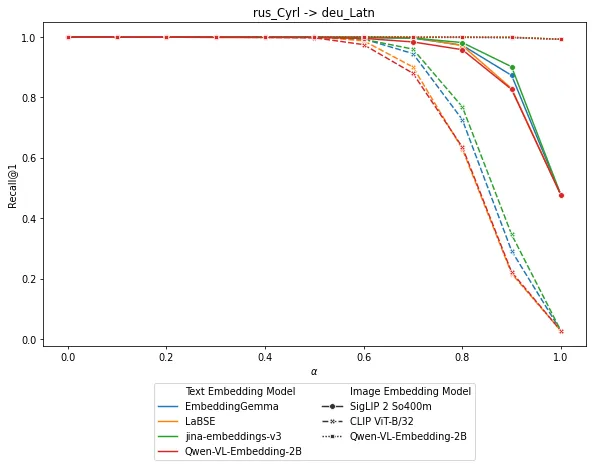 rus_Cyrl -> deu_Latn
Recall@1
1.0
0.8
0.6
0.4
0.2
0.0
0.0 0.2 0.4 0.6 0.8 1.0
α
Text Embedding Model
EmbeddingGemma
LaBSE
jina-embeddings-v3
Qwen-VL-Embedding-2B
Image Embedding Model
SigLIP 2 So400m
CLIP ViT-B/32
Qwen-VL-Embedding-2B